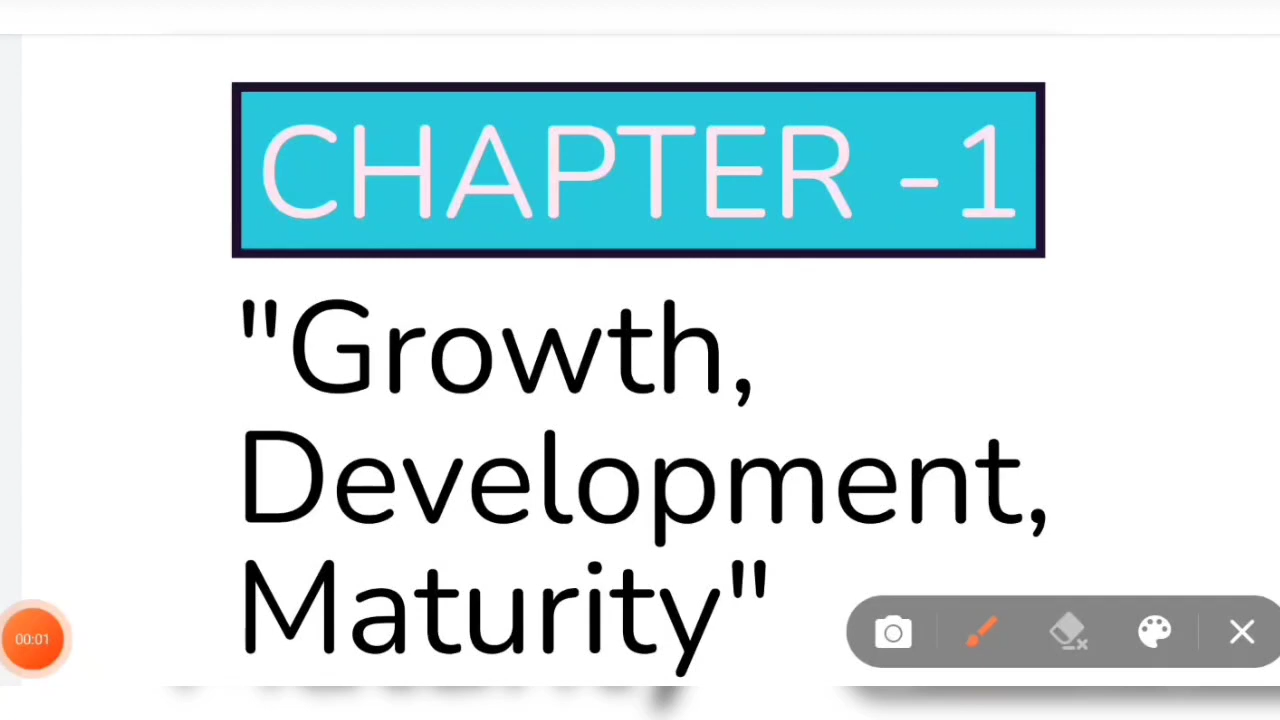 CHAPTER -1
"Growth,
Development,
Maturity"
00:01